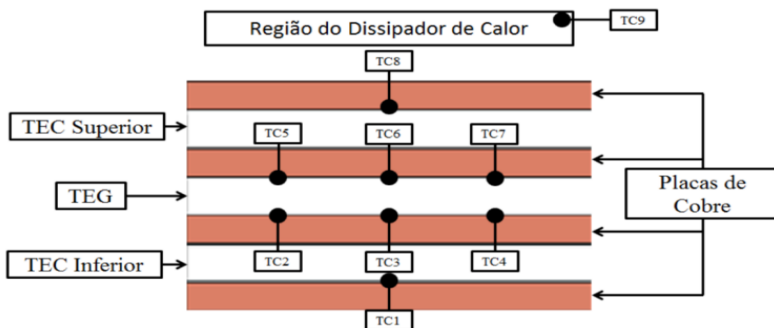 Região do Dissipador de Calor
TC9
TC8
TEC Superior
TC5
TC6
TC7
TEG
Placas de
Cobre
TEC Inferior
TC2
TC3
TC4
TC1